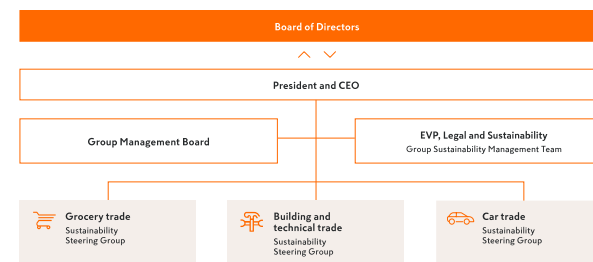 Board of Directors
President and CEO
Group Management Board
EVP, Legal and Sustainability
Group Sustainability Management Team
Grocery trade
Sustainability
Steering Group
Building and
technical trade
Sustainability
Steering Group
Car trade
Sustainability
Steering Group